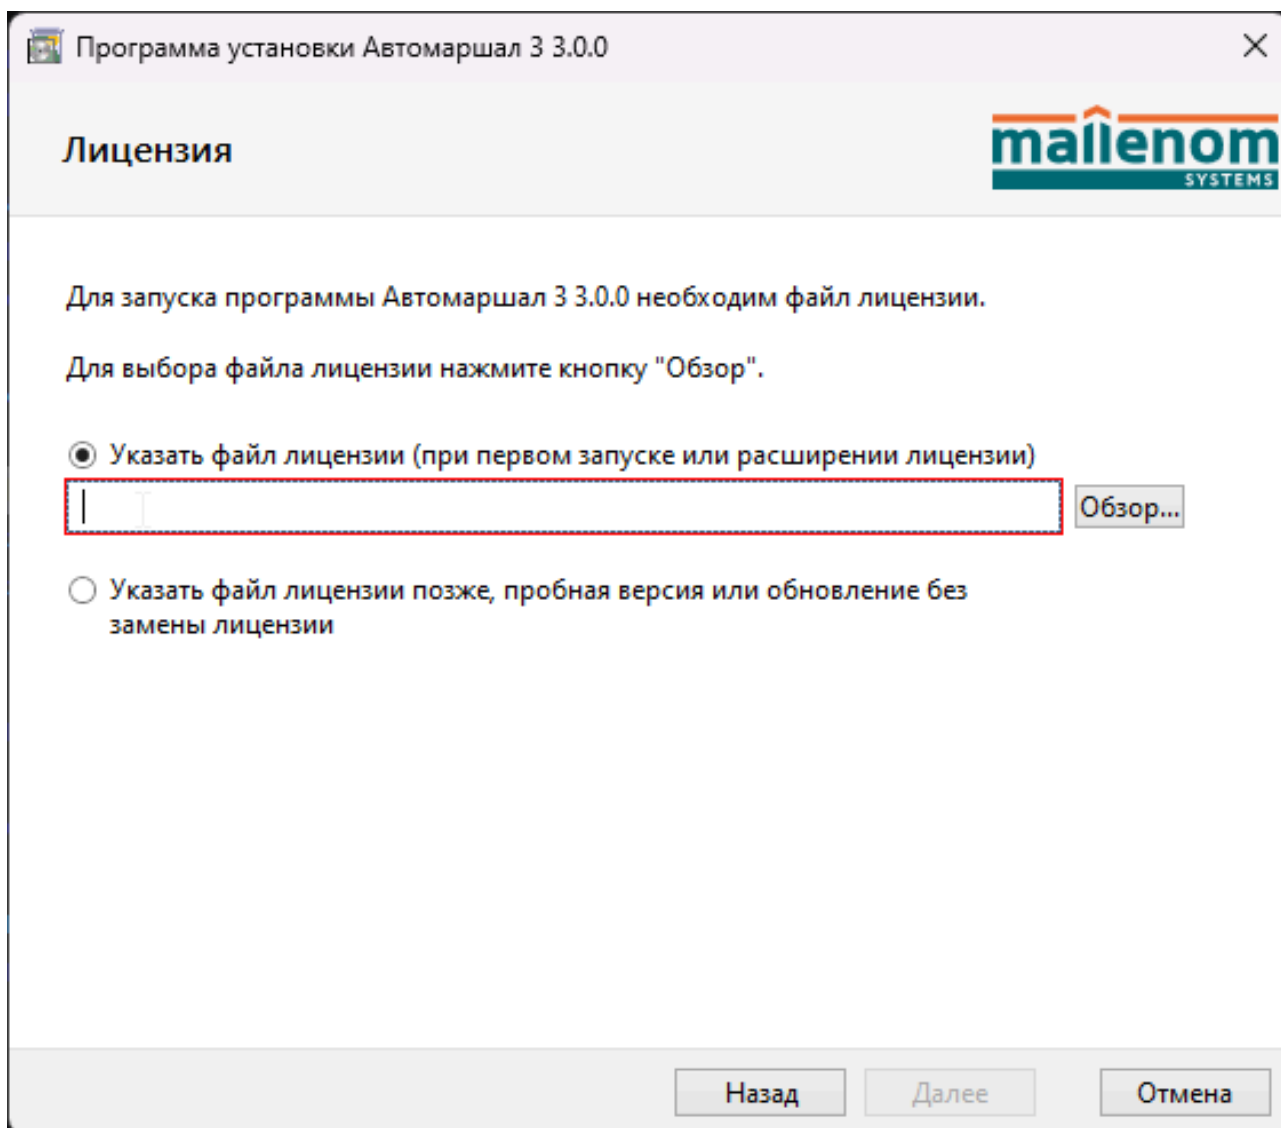 Программа установки Автомаршал 3 3.0.0
Лицензия
mallenom
SYSTEMS
Для запуска программы Автомаршал 3 3.0.0 необходим файл лицензии.
Для выбора файла лицензии нажмите кнопку "Обзор".
Указать файл лицензии (при первом запуске или расширении лицензии)
Обзор...
Указать файл лицензии позже, пробная версия или обновление без
замены лицензии
Назад
Далее
Отмена